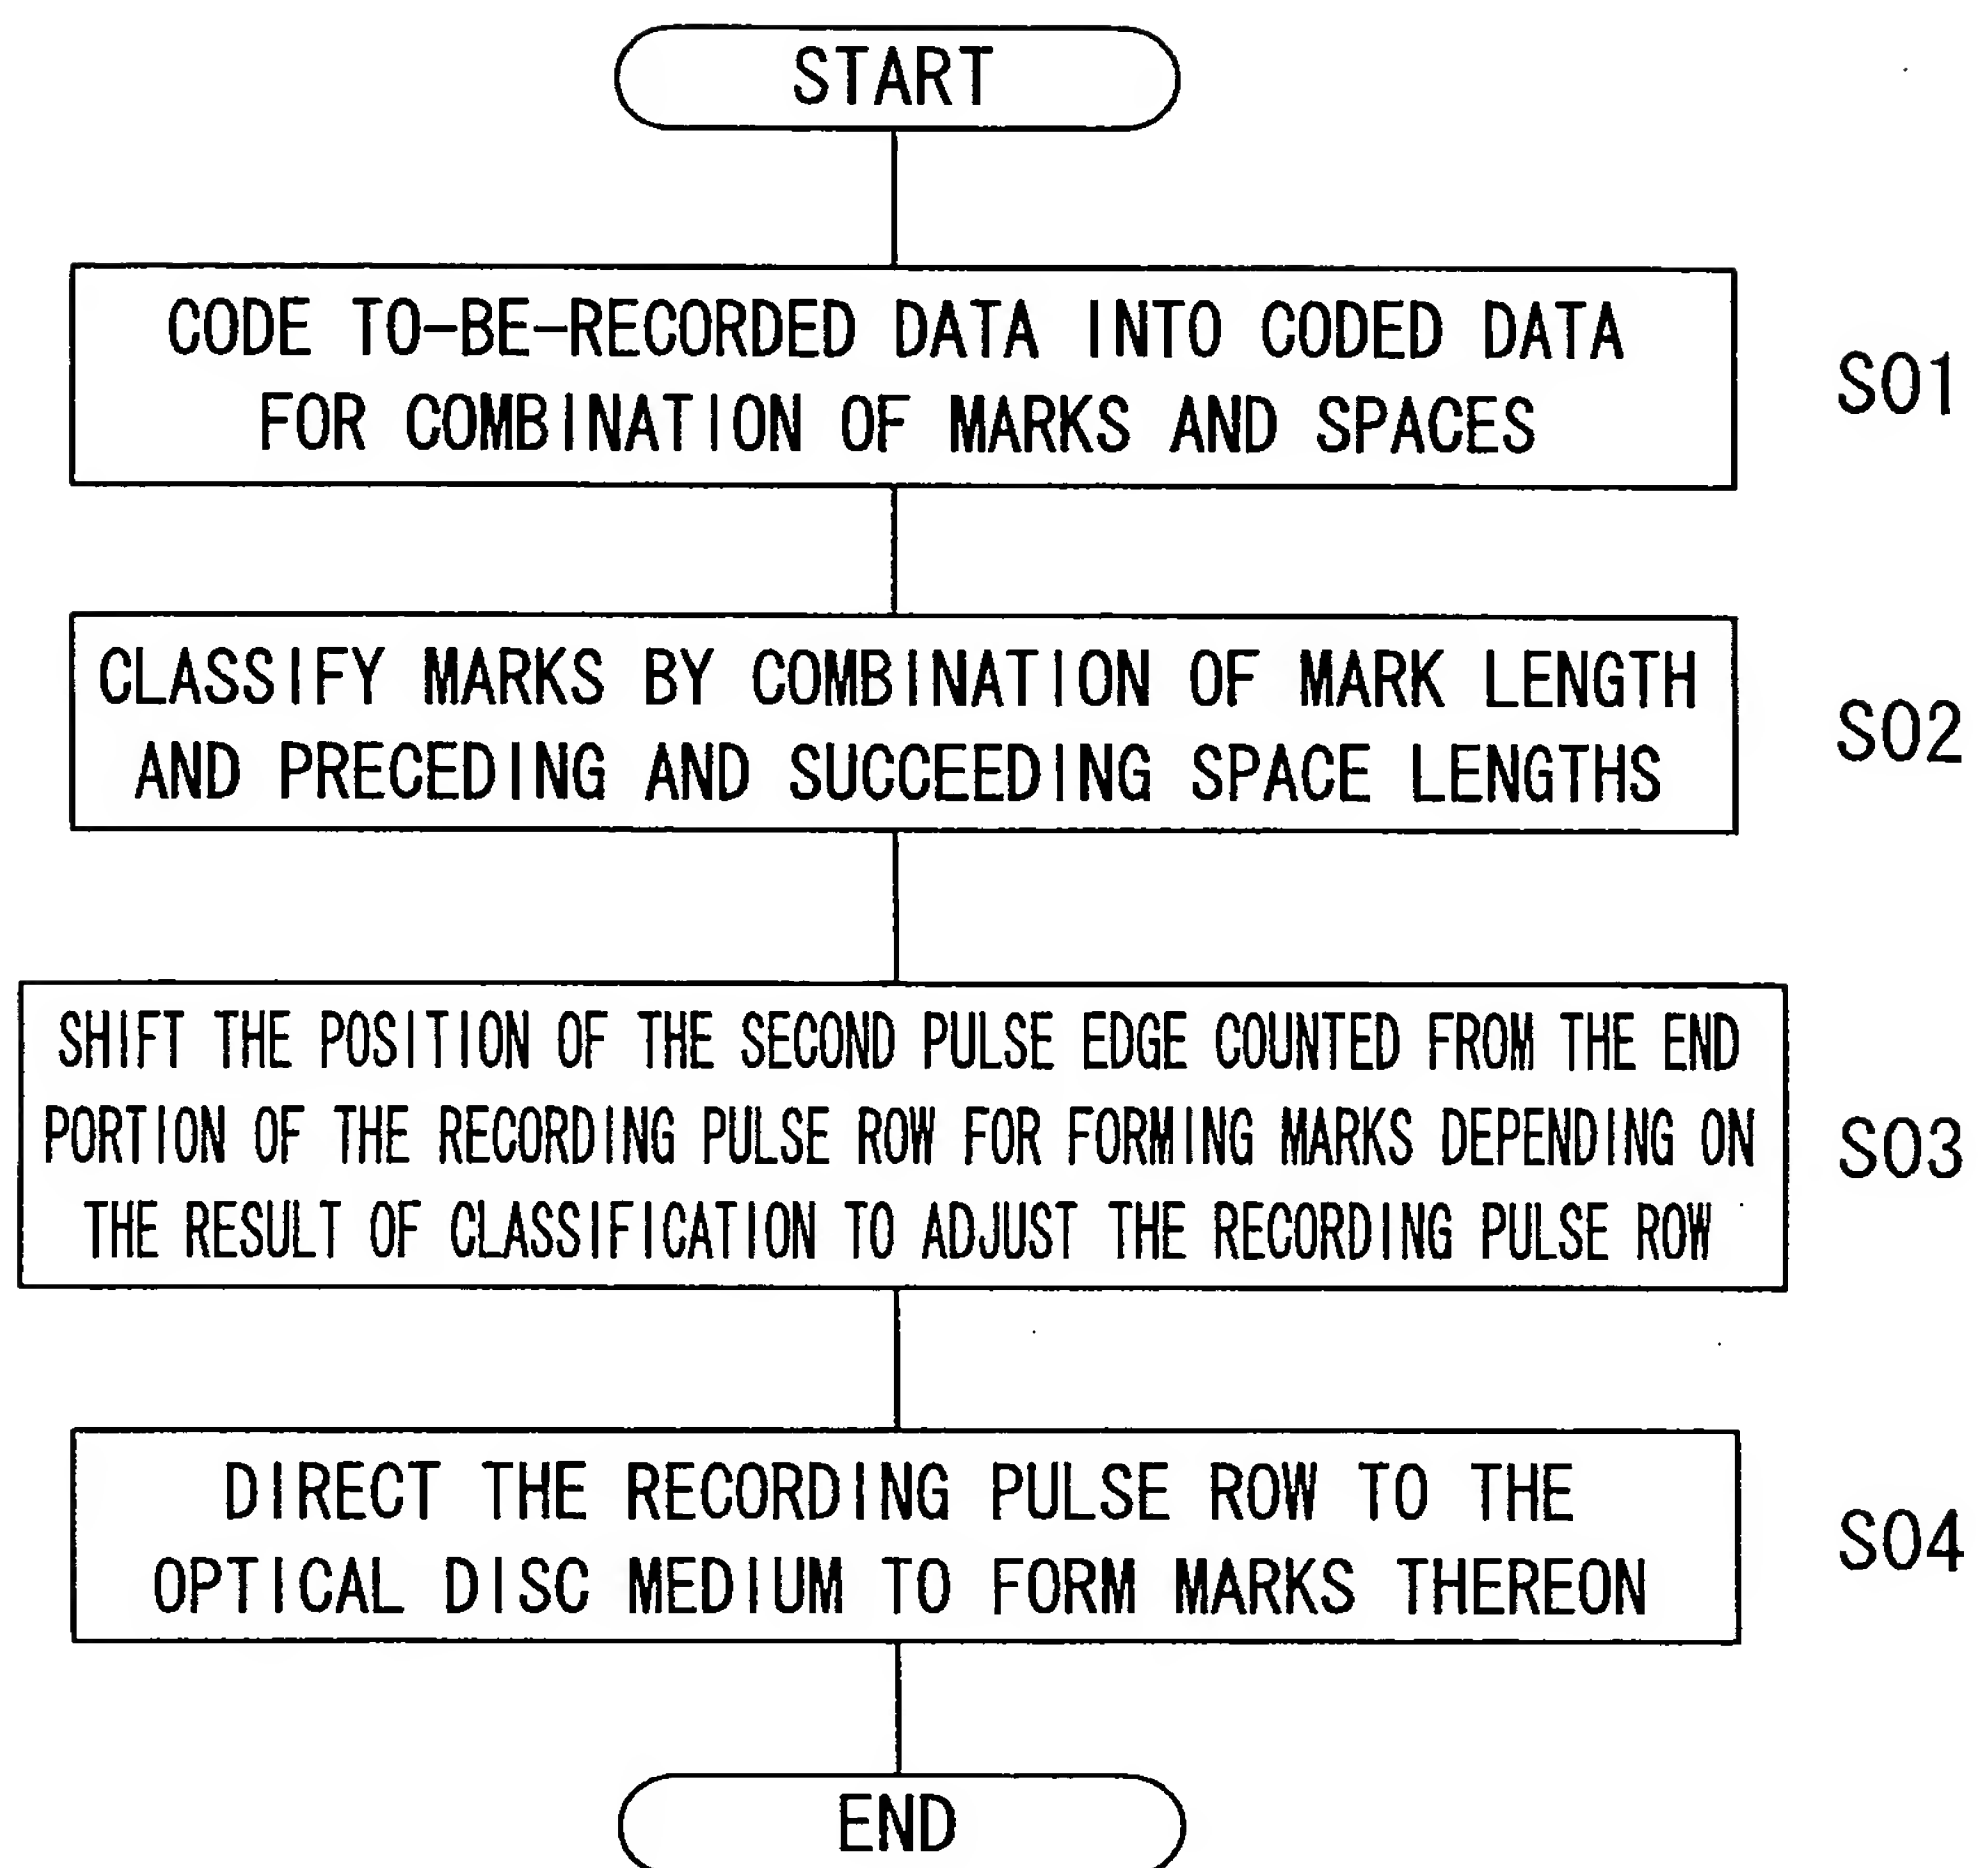 START
CODE TO-BE-RECORDED DATA INTO CODED DATA
FOR COMBINATION OF MARKS AND SPACES
S01
CLASSIFY MARKS BY COMBINATION OF MARK LENGTH
AND PRECEDING AND SUCCEEDING SPACE LENGTHS
S02
SHIFT THE POSITION OF THE SECOND PULSE EDGE COUNTED FROM THE END
PORTION OF THE RECORDING PULSE ROW FOR FORMING MARKS DEPENDING ON
THE RESULT OF CLASSIFICATION TO ADJUST THE RECORDING PULSE ROW
S03
DIRECT THE RECORDING PULSE ROW TO THE
OPTICAL DISC MEDIUM TO FORM MARKS THEREON
S04
END